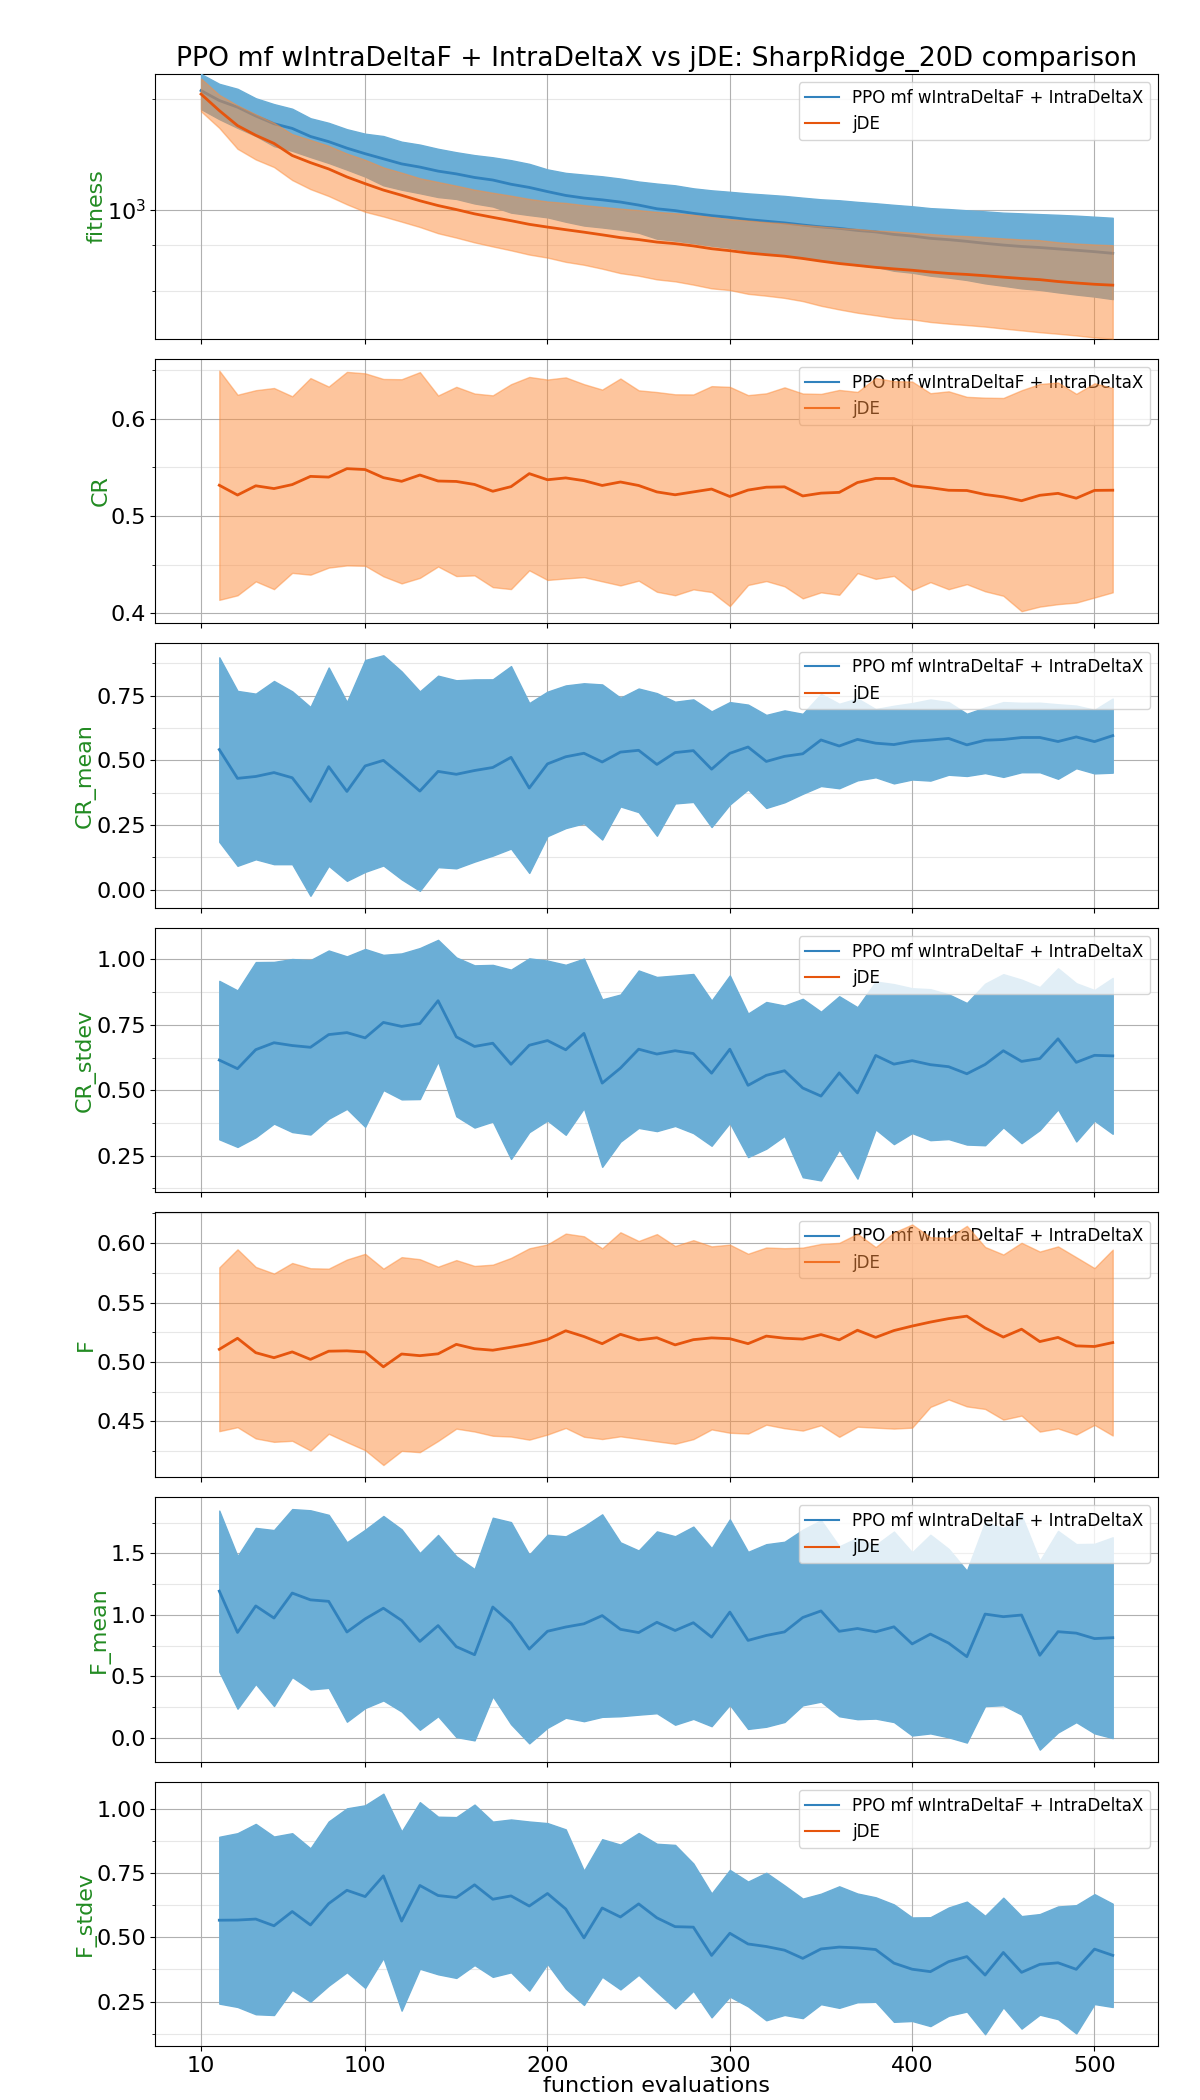 PPO mf wIntraDeltaF + IntraDeltaX vs jDE: SharpRidge_20D comparison
PPO mf wIntraDeltaF + IntraDeltaX
jDE
fitness
10³
PPO mf wIntraDeltaF + IntraDeltaX
jDE
CR
0.6
0.5
0.4
PPO mf wIntraDeltaF + IntraDeltaX
jDE
CR_mean
0.75
0.50
0.25
0.00
PPO mf wIntraDeltaF + IntraDeltaX
jDE
CR_stdev
1.00
0.75
0.50
0.25
PPO mf wIntraDeltaF + IntraDeltaX
jDE
F
0.60
0.55
0.50
0.45
PPO mf wIntraDeltaF + IntraDeltaX
jDE
F_mean
1.5
1.0
0.5
0.0
PPO mf wIntraDeltaF + IntraDeltaX
jDE
F_stdev
1.00
0.75
0.50
0.25
10 100 200 300 400 500
function evaluations